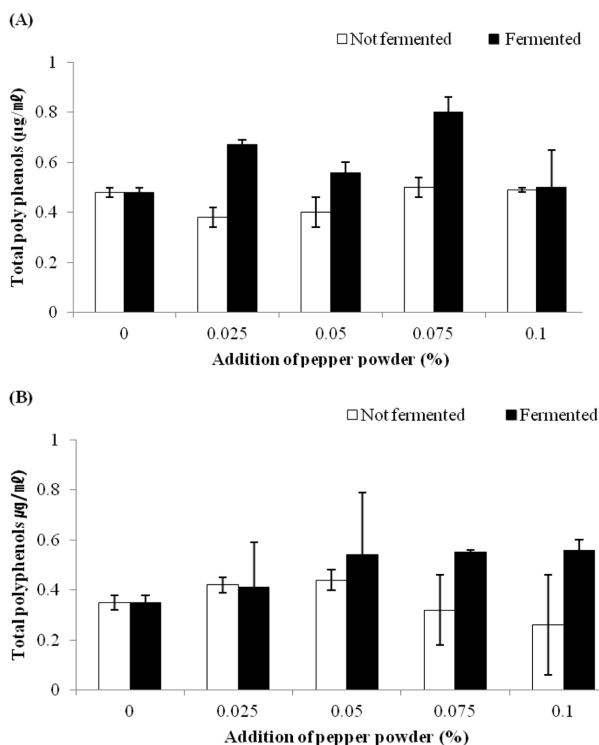 (A)
Not fermented Fermented
1
0.8
0.6
0.4
0.2
0
Total poly phenols (μg/㎖)
0 0.025 0.05 0.075 0.1
Addition of pepper powder (%)
(B)
Not fermented Fermented
1
0.8
0.6
0.4
0.2
0
Total polyphenols μg/㎖)
0 0.025 0.05 0.075 0.1
Addition of pepper powder (%)